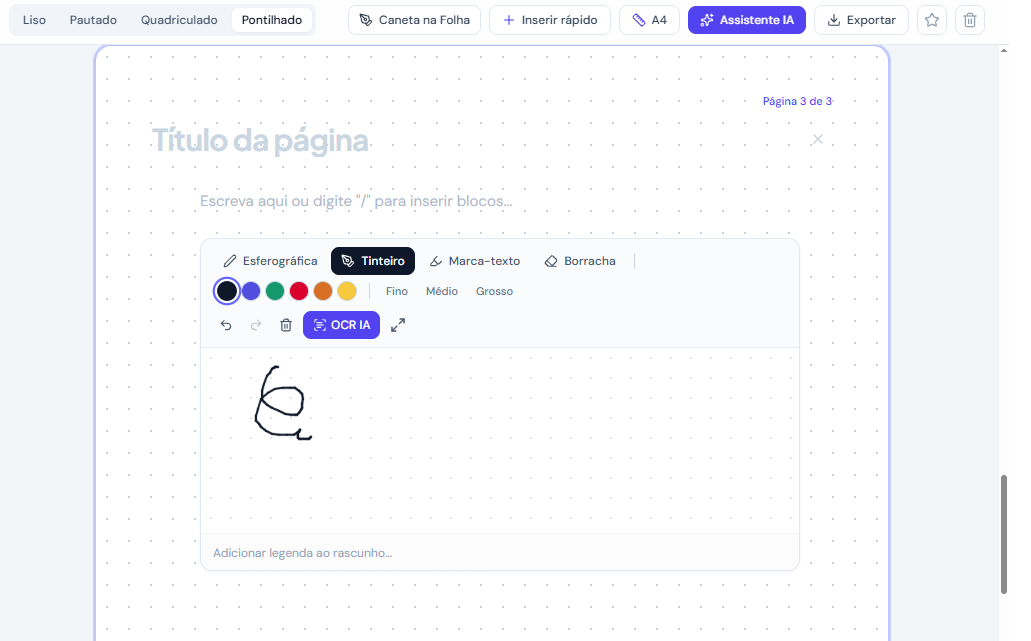 Liso Pautado Quadriculado Pontilhado Caneta na Folha Inserir rápido A4 Assistente IA Exportar
Página 3 de 3
Título da página
Escreva aqui ou digite "/" para inserir blocos...
Esferográfica Tinteiro Marca-texto Borracha
Fino Médio Grosso
OCR IA
Adicionar legenda ao rascunho...